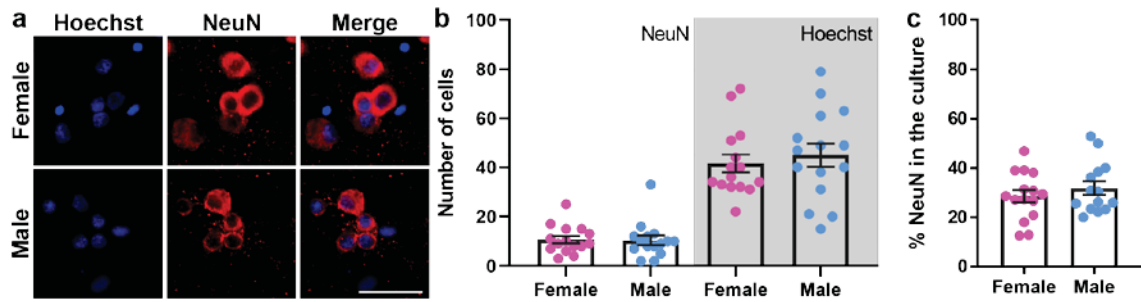 a
Hoechst NeuN Merge
Female
Male
b
Number of cells
100
80
60
40
20
0
NeuN
Hoechst
Female Male Female Male
c
% NeuN in the culture
100
80
60
40
20
0
Female Male